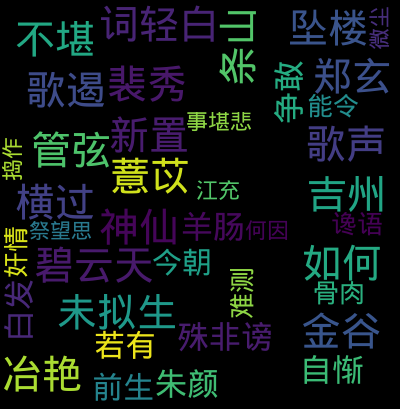 不堪
词轻白
条山
坠楼
微尘
歌遏
裴秀
争敢
郑玄
能令
事堪悲
管弦
新置
歌声
捣作
薏苡
江充
吉州
横过
神仙
羊肠
何因
谗语
祭望思
奸情
碧云天
今朝
如何
难测
骨肉
白发
未拟生
殊非谤
金谷
若有
冶艳
前生
朱颜
自惭